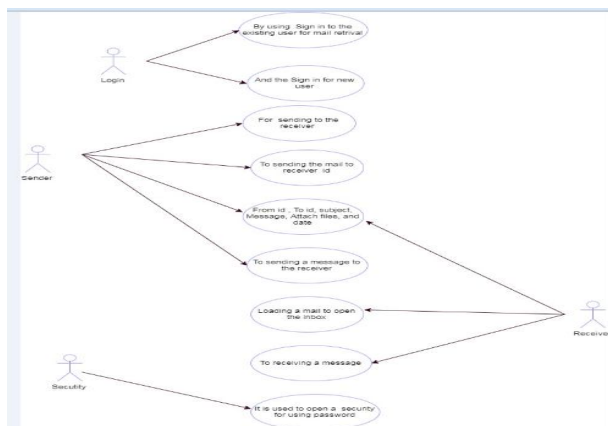 By using Sign in to the
existing user for mail retrival
Login
And the Sign in for new
user
For sending to the
receiver
Sender
To sending the mail to
receiver id
From id , To id, subject,
Message, Attach files, and
date
To sending a message to
the receiver
Loading a mail to open
the inbox
Receive
To receiving a message
Secutity
It is used to open a security
for using password